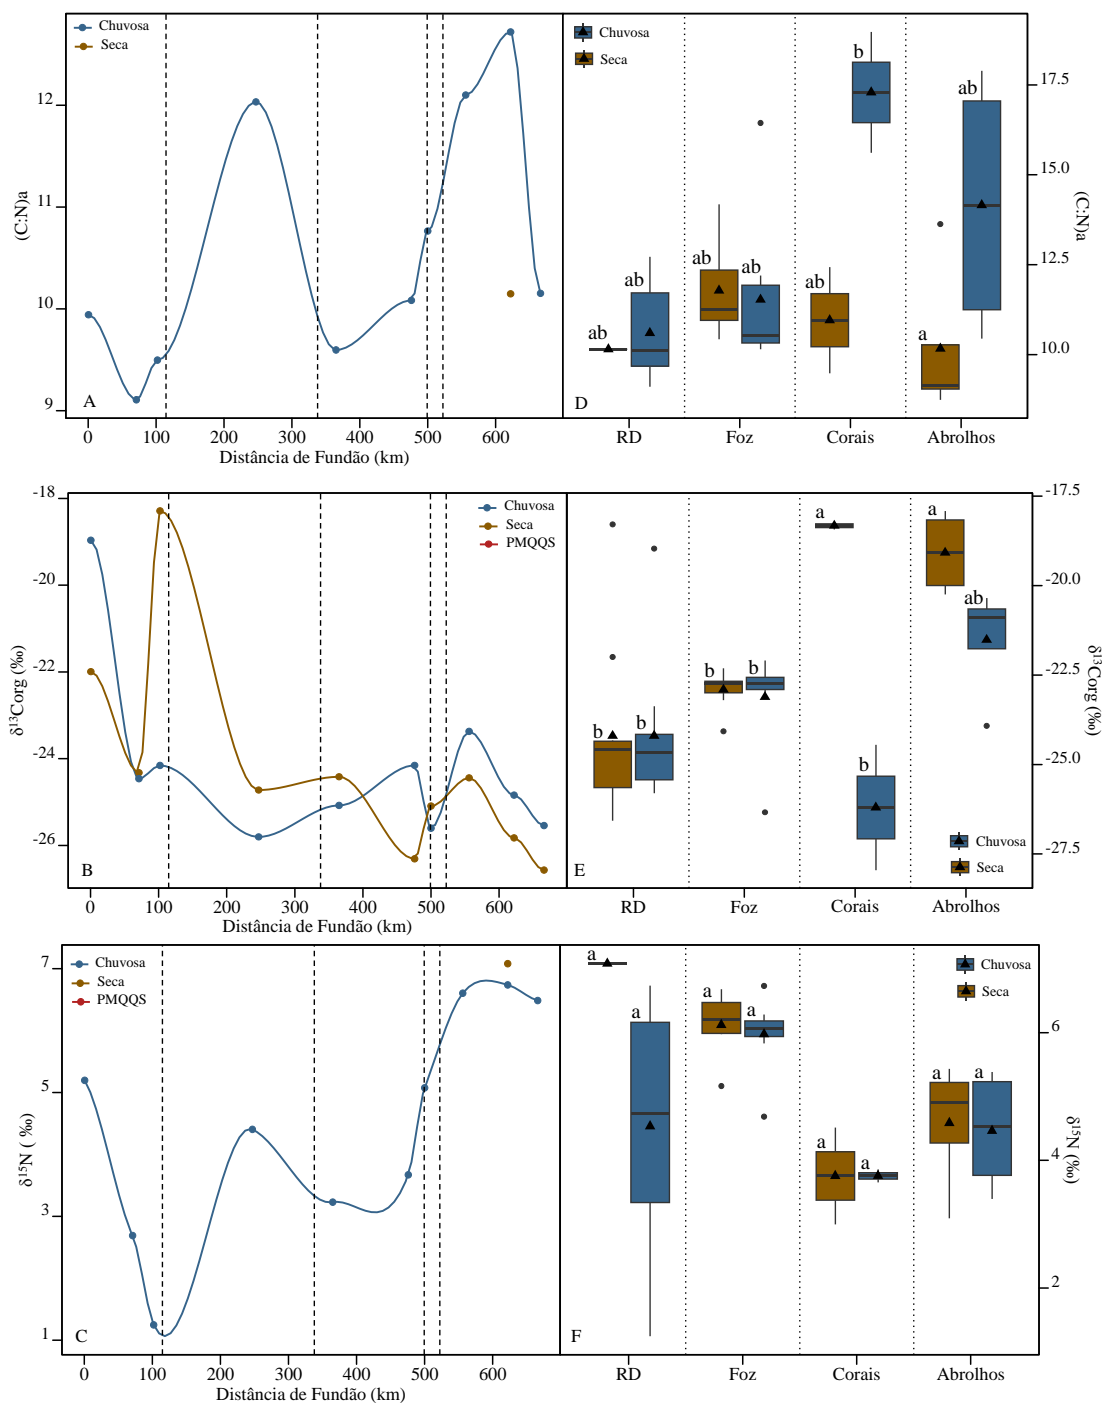 Chuvosa
Seca
(C:N)a
12
11
10
9
A
0 100 200 300 400 500 600
Distância de Fundão (km)
Chuvosa
Seca
ab ab ab ab ab b a ab
17.5
15.0
12.5
10.0
(C:N)a
D
RD Foz Corais Abrolhos
Chuvosa
Seca
PMQQS
δ¹³Corg (‰)
-18
-20
-22
-24
-26
B
0 100 200 300 400 500 600
Distância de Fundão (km)
b b b b a b a ab
-17.5
-20.0
-22.5
-25.0
-27.5
δ¹³Corg (‰)
Chuvosa
Seca
E
RD Foz Corais Abrolhos
Chuvosa
Seca
PMQQS
δ¹⁵N ( ‰)
7
5
3
1
C
0 100 200 300 400 500 600
Distância de Fundão (km)
Chuvosa
Seca
a a a a a a a a
6
4
2
δ¹⁵N (‰)
F
RD Foz Corais Abrolhos